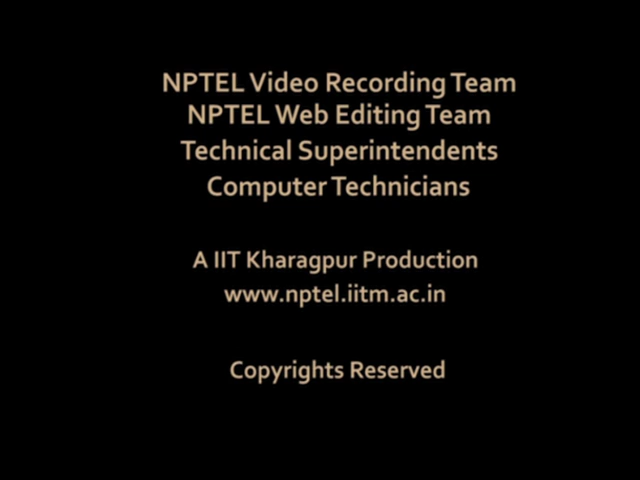 NPTEL Video Recording Team
NPTEL Web Editing Team
Technical Superintendents
Computer Technicians
A IIT Kharagpur Production
www.nptel.iitm.ac.in
Copyrights Reserved